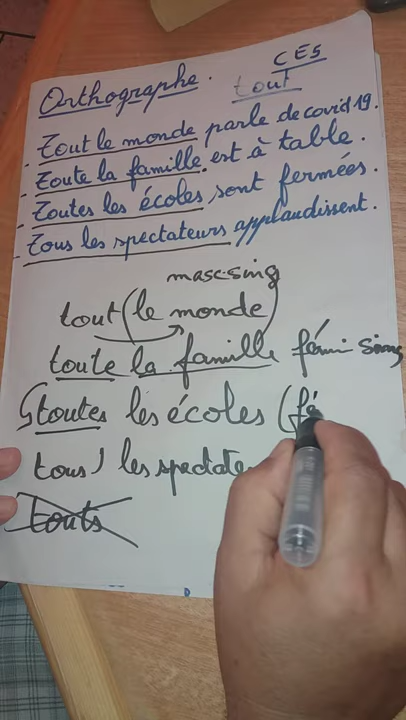 Orthographe. CE5
tout
- Tout le monde parle de covid 19.
- Toute la famille est à table.
- Toutes les écoles sont fermées.
- Tous les spectateurs applaudissent.
masc sing
tout (le monde)
toute la famille fémi sing
toutes les écoles (fé
tous) les spectate
touts